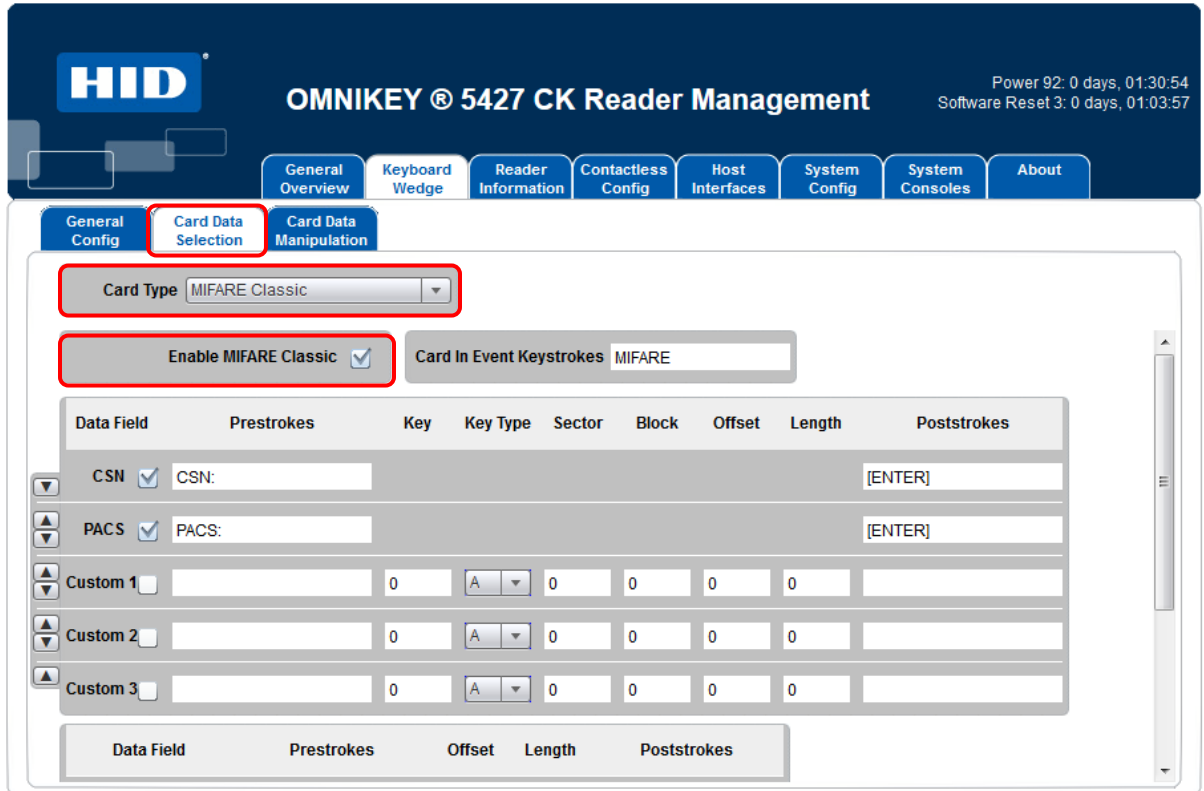 HID
OMNIKEY ® 5427 CK Reader Management
Power 92: 0 days, 01:30:54
Software Reset 3: 0 days, 01:03:57
General Overview
Keyboard Wedge
Reader Information
Contactless Config
Host Interfaces
System Config
System Consoles
About
General Config
Card Data Selection
Card Data Manipulation
Card Type MIFARE Classic
Enable MIFARE Classic
Card In Event Keystrokes MIFARE
Data Field Prestrokes Key Key Type Sector Block Offset Length Poststrokes
CSN CSN: [ENTER]
PACS PACS: [ENTER]
Custom 1 0 A 0 0 0 0
Custom 2 0 A 0 0 0 0
Custom 3 0 A 0 0 0 0
Data Field Prestrokes Offset Length Poststrokes